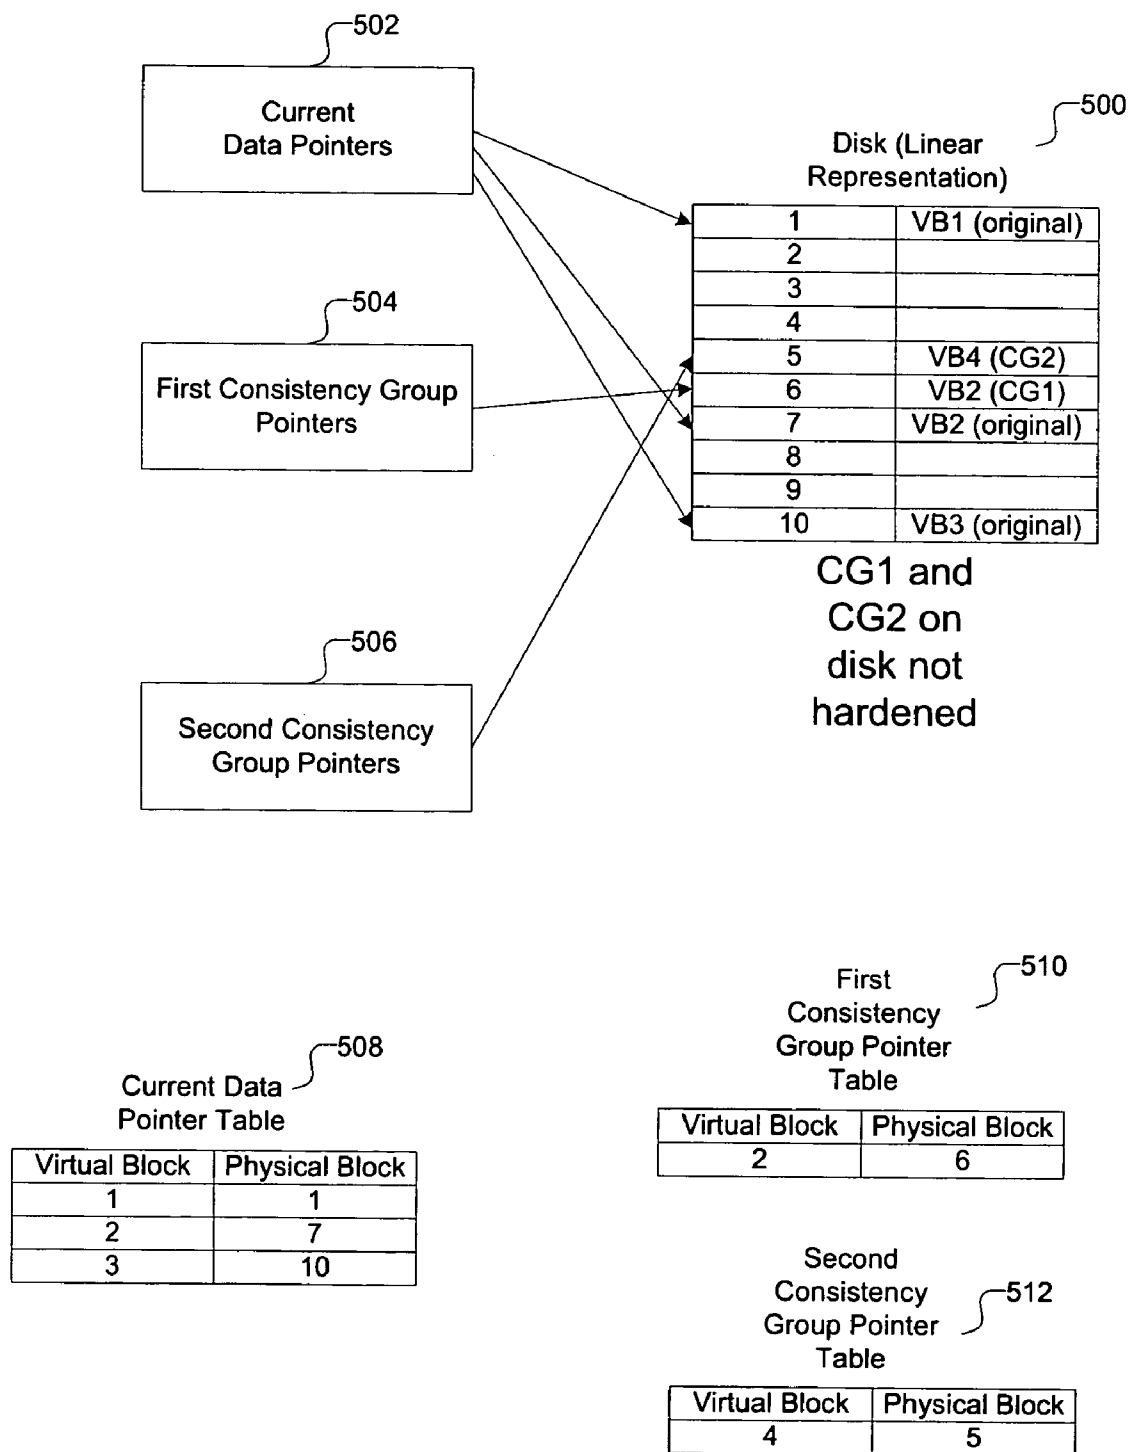 502
Current
Data Pointers
500
Disk (Linear
Representation)
1 VB1 (original)
2
3
4
5 VB4 (CG2)
6 VB2 (CG1)
7 VB2 (original)
8
9
10 VB3 (original)
CG1 and
CG2 on
disk not
hardened
504
First Consistency Group
Pointers
506
Second Consistency
Group Pointers
508
Current Data
Pointer Table
Virtual Block Physical Block
1 1
2 7
3 10
510
First
Consistency
Group Pointer
Table
Virtual Block Physical Block
2 6
Second
Consistency
512
Group Pointer
Table
Virtual Block Physical Block
4 5